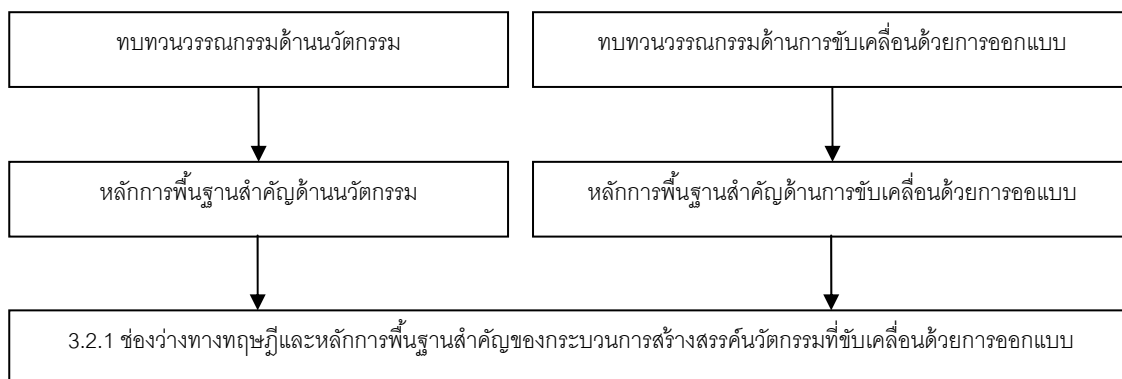 ทบทวนวรรณกรรมด้านนวัตกรรม
ทบทวนวรรณกรรมด้านการขับเคลื่อนด้วยการออกแบบ
หลักการพื้นฐานสำคัญด้านนวัตกรรม
หลักการพื้นฐานสำคัญด้านการขับเคลื่อนด้วยการออแบบ
3.2.1 ช่องว่างทางทฤษฎีและหลักการพื้นฐานสำคัญของกระบวนการสร้างสรรค์นวัตกรรมที่ขับเคลื่อนด้วยการออกแบบ